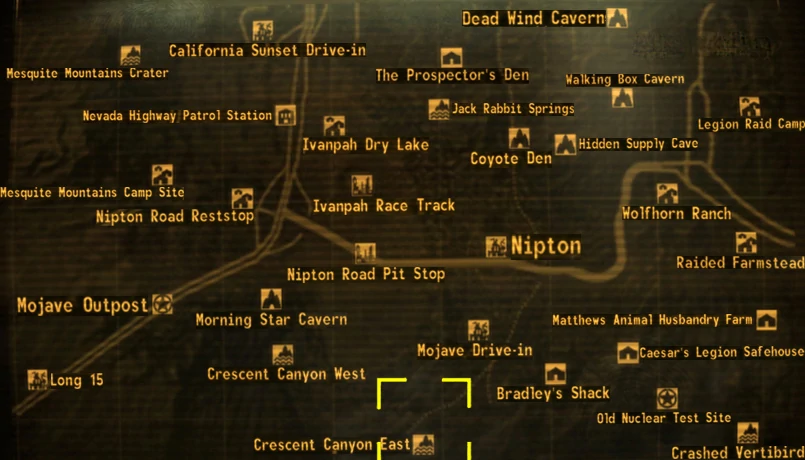 Dead Wind Cavern
California Sunset Drive-in
Mesquite Mountains Crater
The Prospector's Den
Walking Box Cavern
Nevada Highway Patrol Station
Jack Rabbit Springs
Legion Raid Camp
Ivanpah Dry Lake
Hidden Supply Cave
Coyote Den
Mesquite Mountains Camp Site
Ivanpah Race Track
Nipton Road Reststop
Wolfhorn Ranch
Nipton
Raided Farmstead
Nipton Road Pit Stop
Mojave Outpost
Morning Star Cavern
Matthews Animal Husbandry Farm
Mojave Drive-in
Caesar's Legion Safehouse
Crescent Canyon West
Long 15
Bradley's Shack
Old Nuclear Test Site
Crescent Canyon East
Crashed Vertibird